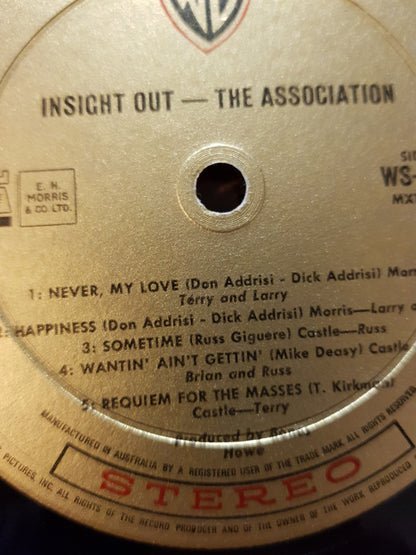 INSIGHT OUT — THE ASSOCIATION
E. H. MORRIS & CO. LTD.
WS-
MX1
1: NEVER, MY LOVE (Don Addrisi - Dick Addrisi)
Terry and Larry
HAPPINESS (Don Addrisi - Dick Addrisi) Morris—Larry
3: SOMETIME (Russ Giguere) Castle—Russ
4: WANTIN' AIN'T GETTIN' (Mike Deasy) Castle
Brian and Russ
5: REQUIEM FOR THE MASSES (T. Kirkman)
Castle—Terry
Produced by Bones
Howe
MANUFACTURED BY AUSTRALIA BY A REGISTERED USER OF THE TRADE MARK ALL RIGHTS
STEREO
PICTURES, INC. ALL RIGHTS OF THE RECORD PRODUCER AND OF THE OWNER OF THE WORK REPRODUCED